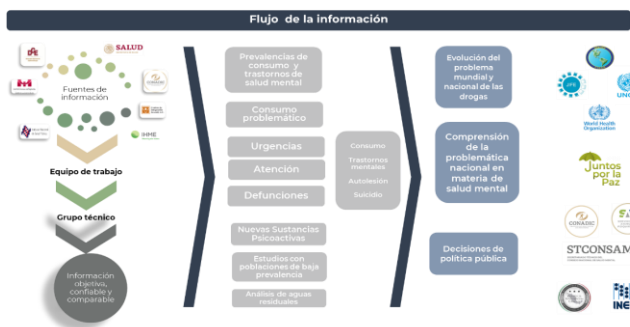 Flujo de la información
SALUD
Fuentes de
información
CONADIC
IHME
Equipo de trabajo
Grupo técnico
Información
objetiva,
confiable y
comparable
Prevalencias de
consumo y
trastornos de
salud mental
Consumo
problemático
Urgencias
Atención
Defunciones
Consumo
Trastornos
mentales
Autolesión
Suicidio
Nuevas Sustancias
Psicoactivas
Estudios con
poblaciones de baja
prevalencia
Análisis de aguas
residuales
Evolución del
problema
mundial y
nacional de las
drogas
Comprensión
de la
problemática
nacional en
materia de
salud mental
Decisiones de
política pública
JIFE
World Health
Organization
Juntos
por la
Paz
CONADIC
STCONSAM